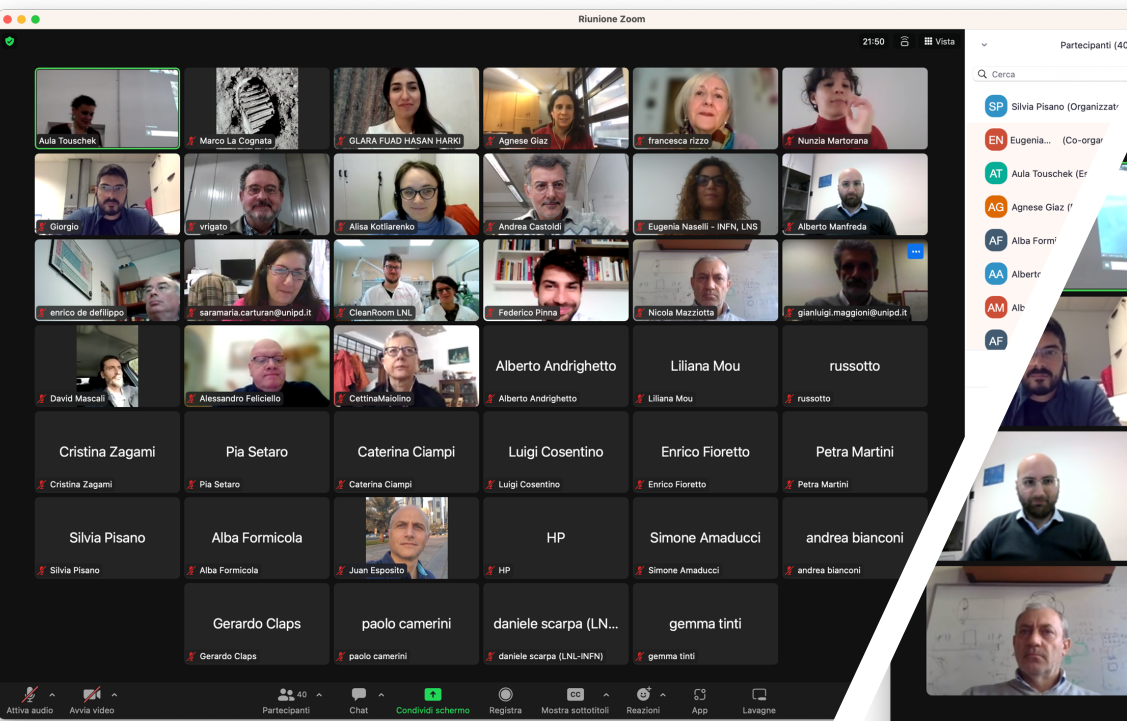 Riunione Zoom
21:50
Vista
Aula Touschek
Marco La Cognata
GLARA FUAD HASAN HARKI
Agnese Giaz
francesca rizzo
Nunzia Martorana
Giorgio
vrigato
Alisa Kotliarenko
Andrea Castoldi
Eugenia Naselli - INFN, LNS
Alberto Manfreda
enrico de defilippo
saramaria.carturan@unipd.it
CleanRoom LNL
Federico Pinna
Nicola Mazziotta
gianluigi.maggioni@unipd.it
David Mascali
Alessandro Feliciello
CettinaMaiolino
Alberto Andrighetto
Alberto Andrighetto
Liliana Mou
Liliana Mou
russotto
russotto
Cristina Zagami
Cristina Zagami
Pia Setaro
Pia Setaro
Caterina Ciampi
Caterina Ciampi
Luigi Cosentino
Luigi Cosentino
Enrico Fioretto
Enrico Fioretto
Petra Martini
Petra Martini
Silvia Pisano
Silvia Pisano
Alba Formicola
Alba Formicola
Juan Esposito
HP
HP
Simone Amaducci
Simone Amaducci
andrea bianconi
andrea bianconi
Gerardo Claps
Gerardo Claps
paolo camerini
paolo camerini
daniele scarpa (LN...
daniele scarpa (LNL-INFN)
gemma tinti
gemma tinti
Attiva audio
Avvia video
40
Partecipanti
Chat
Condividi schermo
Registra
CC
Mostra sottotitoli
Reazioni
App
Lavagne
Partecipanti (40
Cerca
SP Silvia Pisano (Organizzat
EN Eugenia... (Co-organ
AT Aula Touschek (Es
AG Agnese Giaz (
AF Alba Formi
AA Alberto
AM Alb
AF